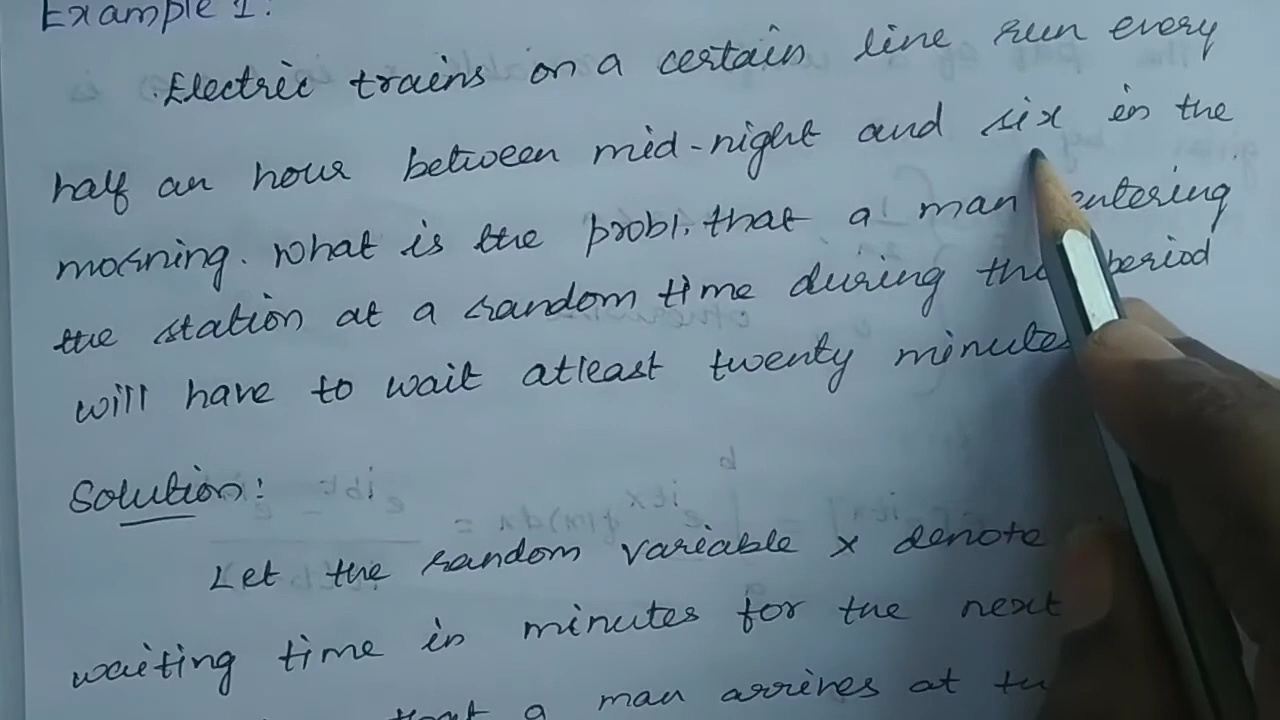 Example 1:
Electric trains on a certain line run every
half an hour between mid-night and six in the
morning. What is the probl. that a man entering
the station at a random time during the period
will have to wait atleast twenty minutes
Solution:
Let the random variable x denote
waiting time in minutes for the next
a man arrives at